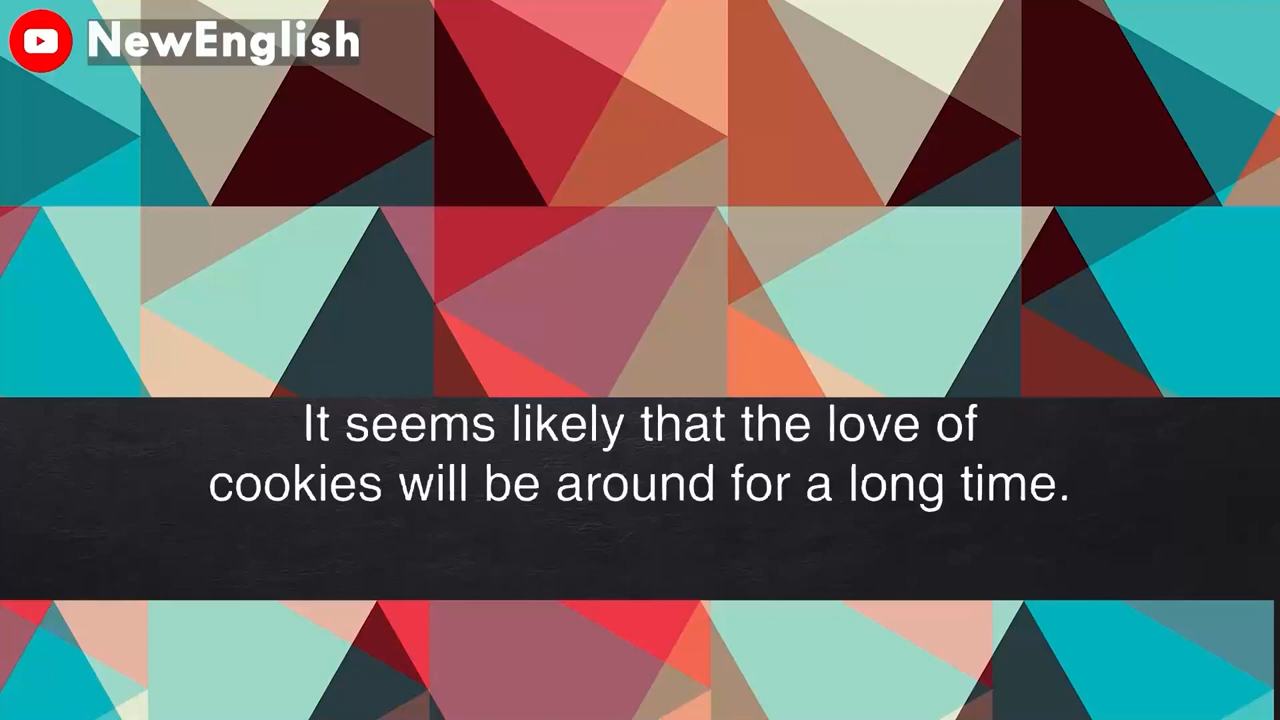 NewEnglish
It seems likely that the love of
cookies will be around for a long time.